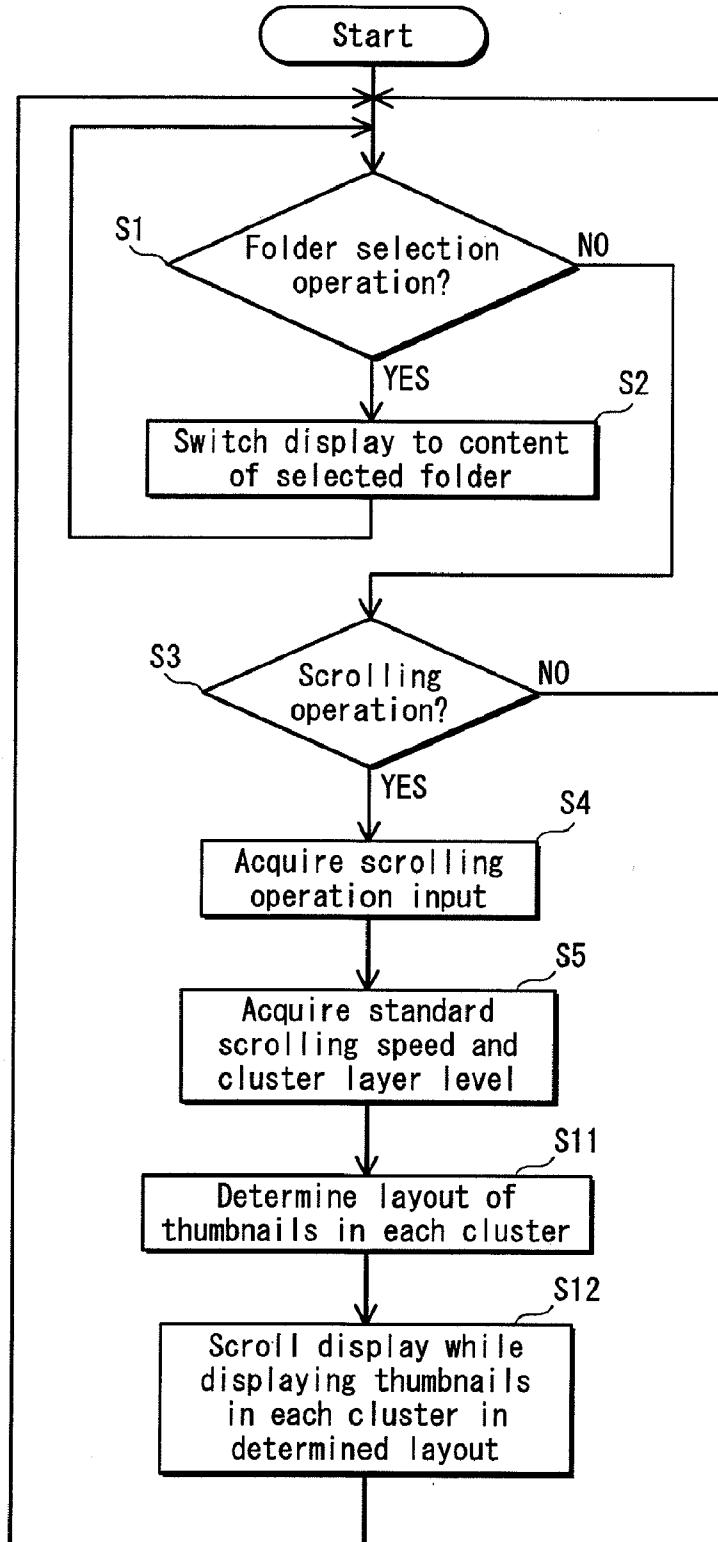 Start
S1
Folder selection
operation?
NO
YES
S2
Switch display to content
of selected folder
S3
Scrolling
operation?
NO
YES
S4
Acquire scrolling
operation input
S5
Acquire standard
scrolling speed and
cluster layer level
S11
Determine layout of
thumbnails in each cluster
S12
Scroll display while
displaying thumbnails
in each cluster in
determined layout